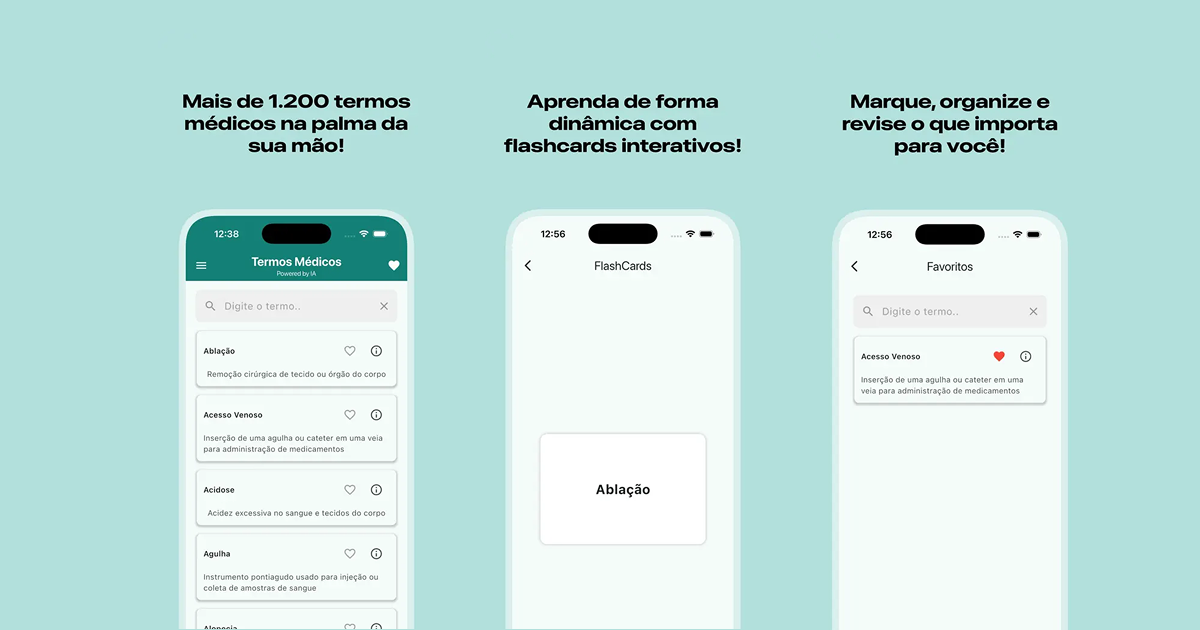 Mais de 1.200 termos
médicos na palma da
sua mão!
12:38
Termos Médicos
Powered by IA
Digite o termo..
Ablação
Remoção cirúrgica de tecido ou órgão do corpo
Acesso Venoso
Inserção de uma agulha ou cateter em uma veia
para administração de medicamentos
Acidose
Acidez excessiva no sangue e tecidos do corpo
Agulha
Instrumento pontiagudo usado para injeção ou
coleta de amostras de sangue
Aprenda de forma
dinâmica com
flashcards interativos!
12:56
FlashCards
Ablação
Marque, organize e
revise o que importa
para você!
12:56
Favoritos
Digite o termo..
Acesso Venoso
Inserção de uma agulha ou cateter em uma
veia para administração de medicamentos